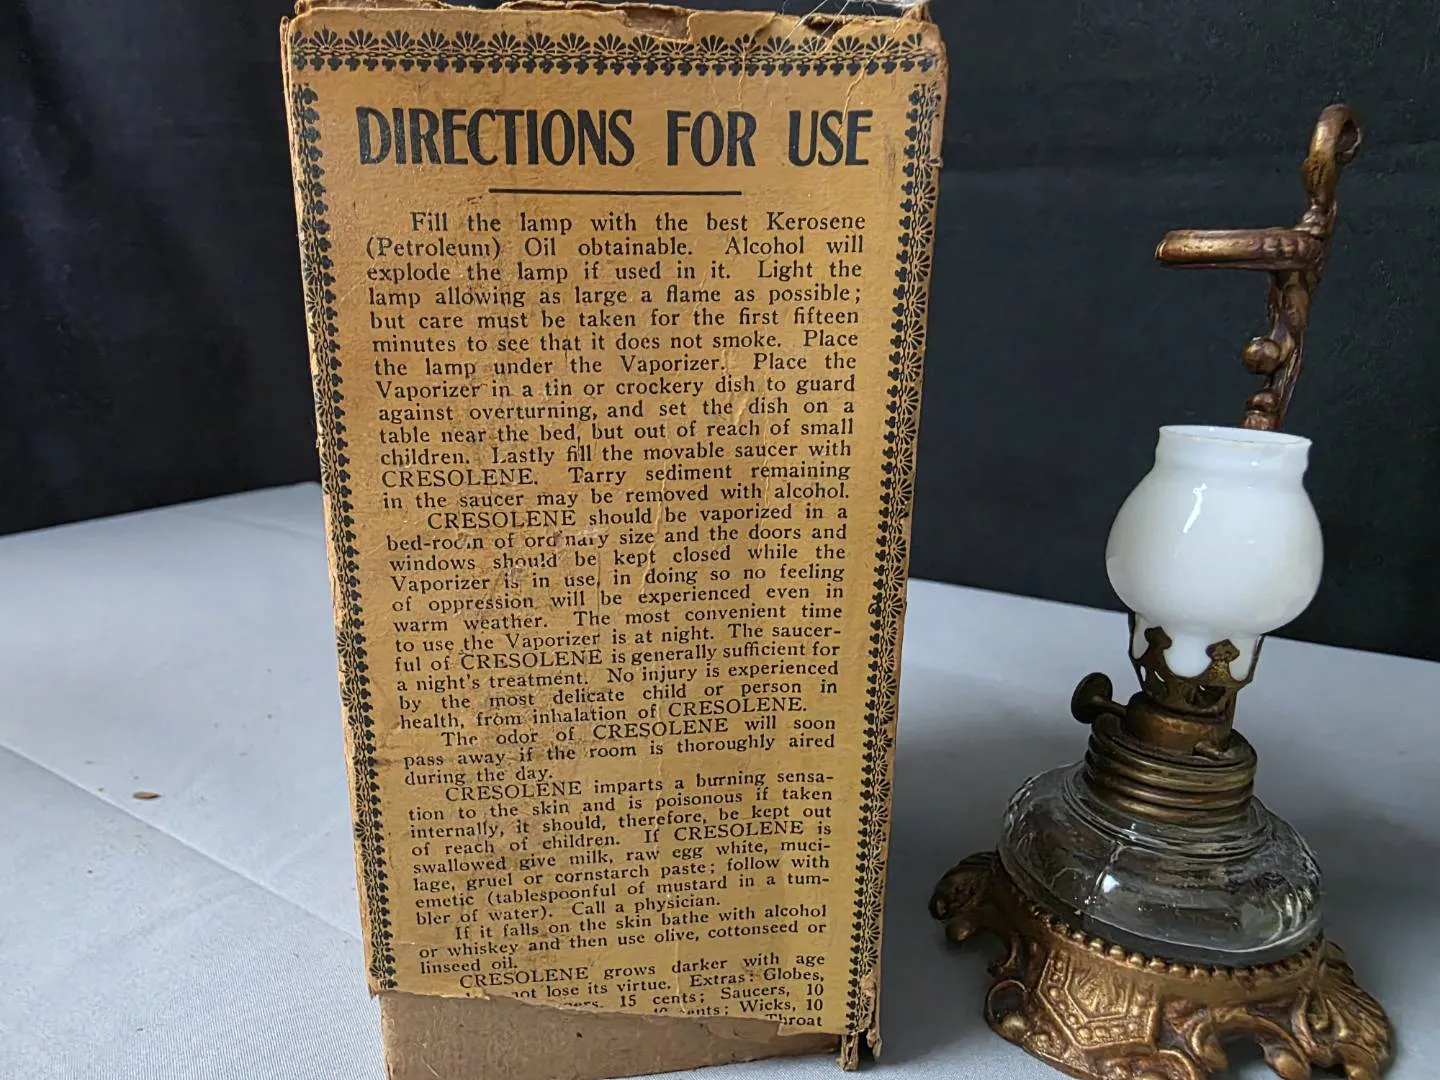 DIRECTIONS FOR USE
Fill the lamp with the best Kerosene
(Petroleum) Oil obtainable. Alcohol will
explode the lamp if used in it. Light the
lamp allowing as large a flame as possible;
but care must be taken for the first fifteen
minutes to see that it does not smoke. Place
the lamp under the Vaporizer. Place the
Vaporizer in a tin or crockery dish to guard
against overturning, and set the dish on a
table near the bed, but out of reach of small
children. Lastly fill the movable saucer with
CRESOLENE. Tarry sediment remaining
in the saucer may be removed with alcohol.
CRESOLENE should be vaporized in a
bed-room of ordinary size and the doors and
windows should be kept closed while the
Vaporizer is in use, in doing so no feeling
of oppression will be experienced even in
warm weather. The most convenient time
to use the Vaporizer is at night. The saucer-
ful of CRESOLENE is generally sufficient for
a night's treatment. No injury is experienced
by the most delicate child or person in
health, from inhalation of CRESOLENE.
The odor of CRESOLENE will soon
pass away if the room is thoroughly aired
during the day.
CRESOLENE imparts a burning sensa-
tion to the skin and is poisonous if taken
internally, it should, therefore, be kept out
of reach of children. If CRESOLENE is
swallowed give milk, raw egg white, muci-
lage, gruel or cornstarch paste; follow with
emetic (tablespoonful of mustard in a tum-
bler of water). Call a physician.
If it falls on the skin bathe with alcohol
or whiskey and then use olive, cottonseed or
linseed oil.
CRESOLENE grows darker with age
not lose its virtue. Extras: Globes,
15 cents; Saucers, 10
cents; Wicks, 10
Throat